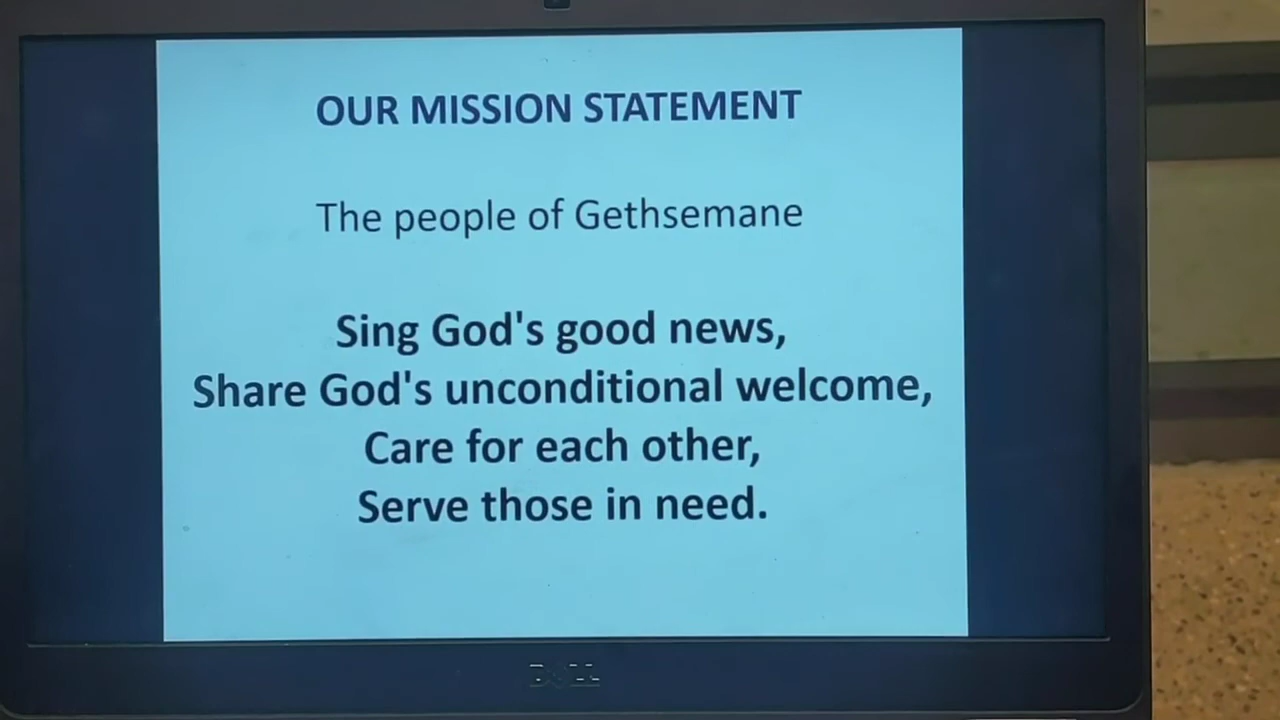 OUR MISSION STATEMENT
The people of Gethsemane
Sing God's good news,
Share God's unconditional welcome,
Care for each other,
Serve those in need.
DELL